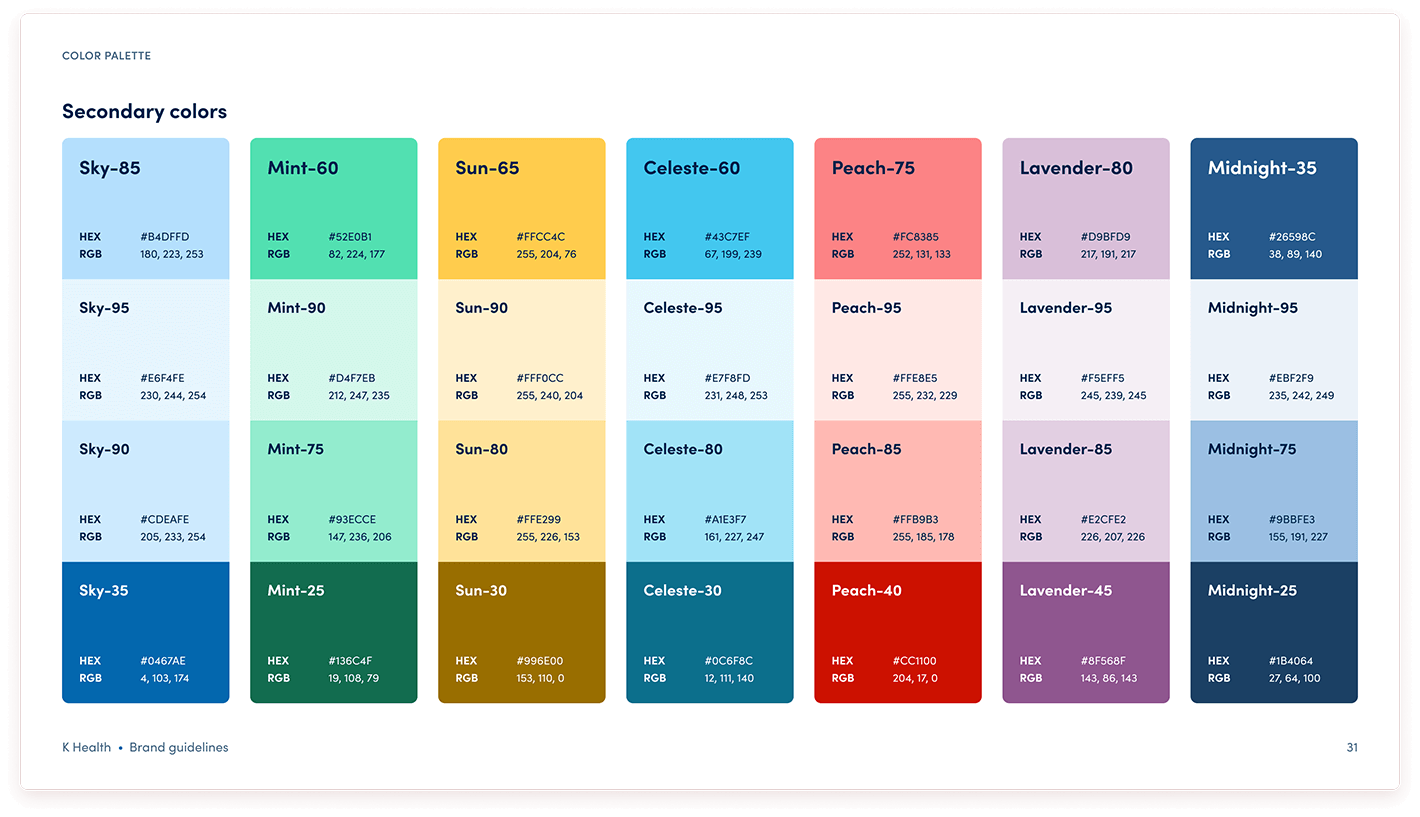 COLOR PALETTE
Secondary colors
Sky-85
HEX #B4DFFD
RGB 180, 223, 253
Sky-95
HEX #E6F4FE
RGB 230, 244, 254
Sky-90
HEX #CDEAFE
RGB 205, 233, 254
Sky-35
HEX #0467AE
RGB 4, 103, 174
Mint-60
HEX #52E0B1
RGB 82, 224, 177
Mint-90
HEX #D4F7EB
RGB 212, 247, 235
Mint-75
HEX #93ECCE
RGB 147, 236, 206
Mint-25
HEX #136C4F
RGB 19, 108, 79
Sun-65
HEX #FFCC4C
RGB 255, 204, 76
Sun-90
HEX #FFF0CC
RGB 255, 240, 204
Sun-80
HEX #FFE299
RGB 255, 226, 153
Sun-30
HEX #996E00
RGB 153, 110, 0
Celeste-60
HEX #43C7EF
RGB 67, 199, 239
Celeste-95
HEX #E7F8FD
RGB 231, 248, 253
Celeste-80
HEX #A1E3F7
RGB 161, 227, 247
Celeste-30
HEX #0C6F8C
RGB 12, 111, 140
Peach-75
HEX #FC8385
RGB 252, 131, 133
Peach-95
HEX #FFE8E5
RGB 255, 232, 229
Peach-85
HEX #FFB9B3
RGB 255, 185, 178
Peach-40
HEX #CC1100
RGB 204, 17, 0
Lavender-80
HEX #D9BFD9
RGB 217, 191, 217
Lavender-95
HEX #F5EFF5
RGB 245, 239, 245
Lavender-85
HEX #E2CFE2
RGB 226, 207, 226
Lavender-45
HEX #8F568F
RGB 143, 86, 143
Midnight-35
HEX #26598C
RGB 38, 89, 140
Midnight-95
HEX #EBF2F9
RGB 235, 242, 249
Midnight-75
HEX #9BBFE3
RGB 155, 191, 227
Midnight-25
HEX #1B4064
RGB 27, 64, 100
K Health • Brand guidelines
31